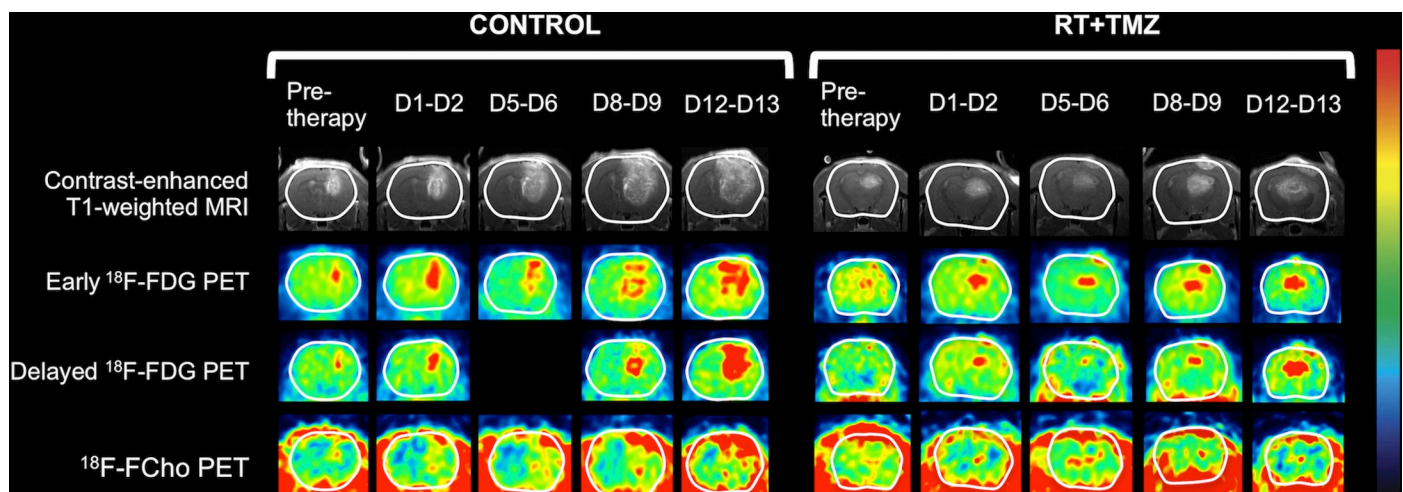 CONTROL
RT+TMZ
Pre-
therapy
D1-D2
D5-D6
D8-D9
D12-D13
Pre-
therapy
D1-D2
D5-D6
D8-D9
D12-D13
Contrast-enhanced
T1-weighted MRI
Early ¹⁸F-FDG PET
Delayed ¹⁸F-FDG PET
¹⁸F-FCho PET